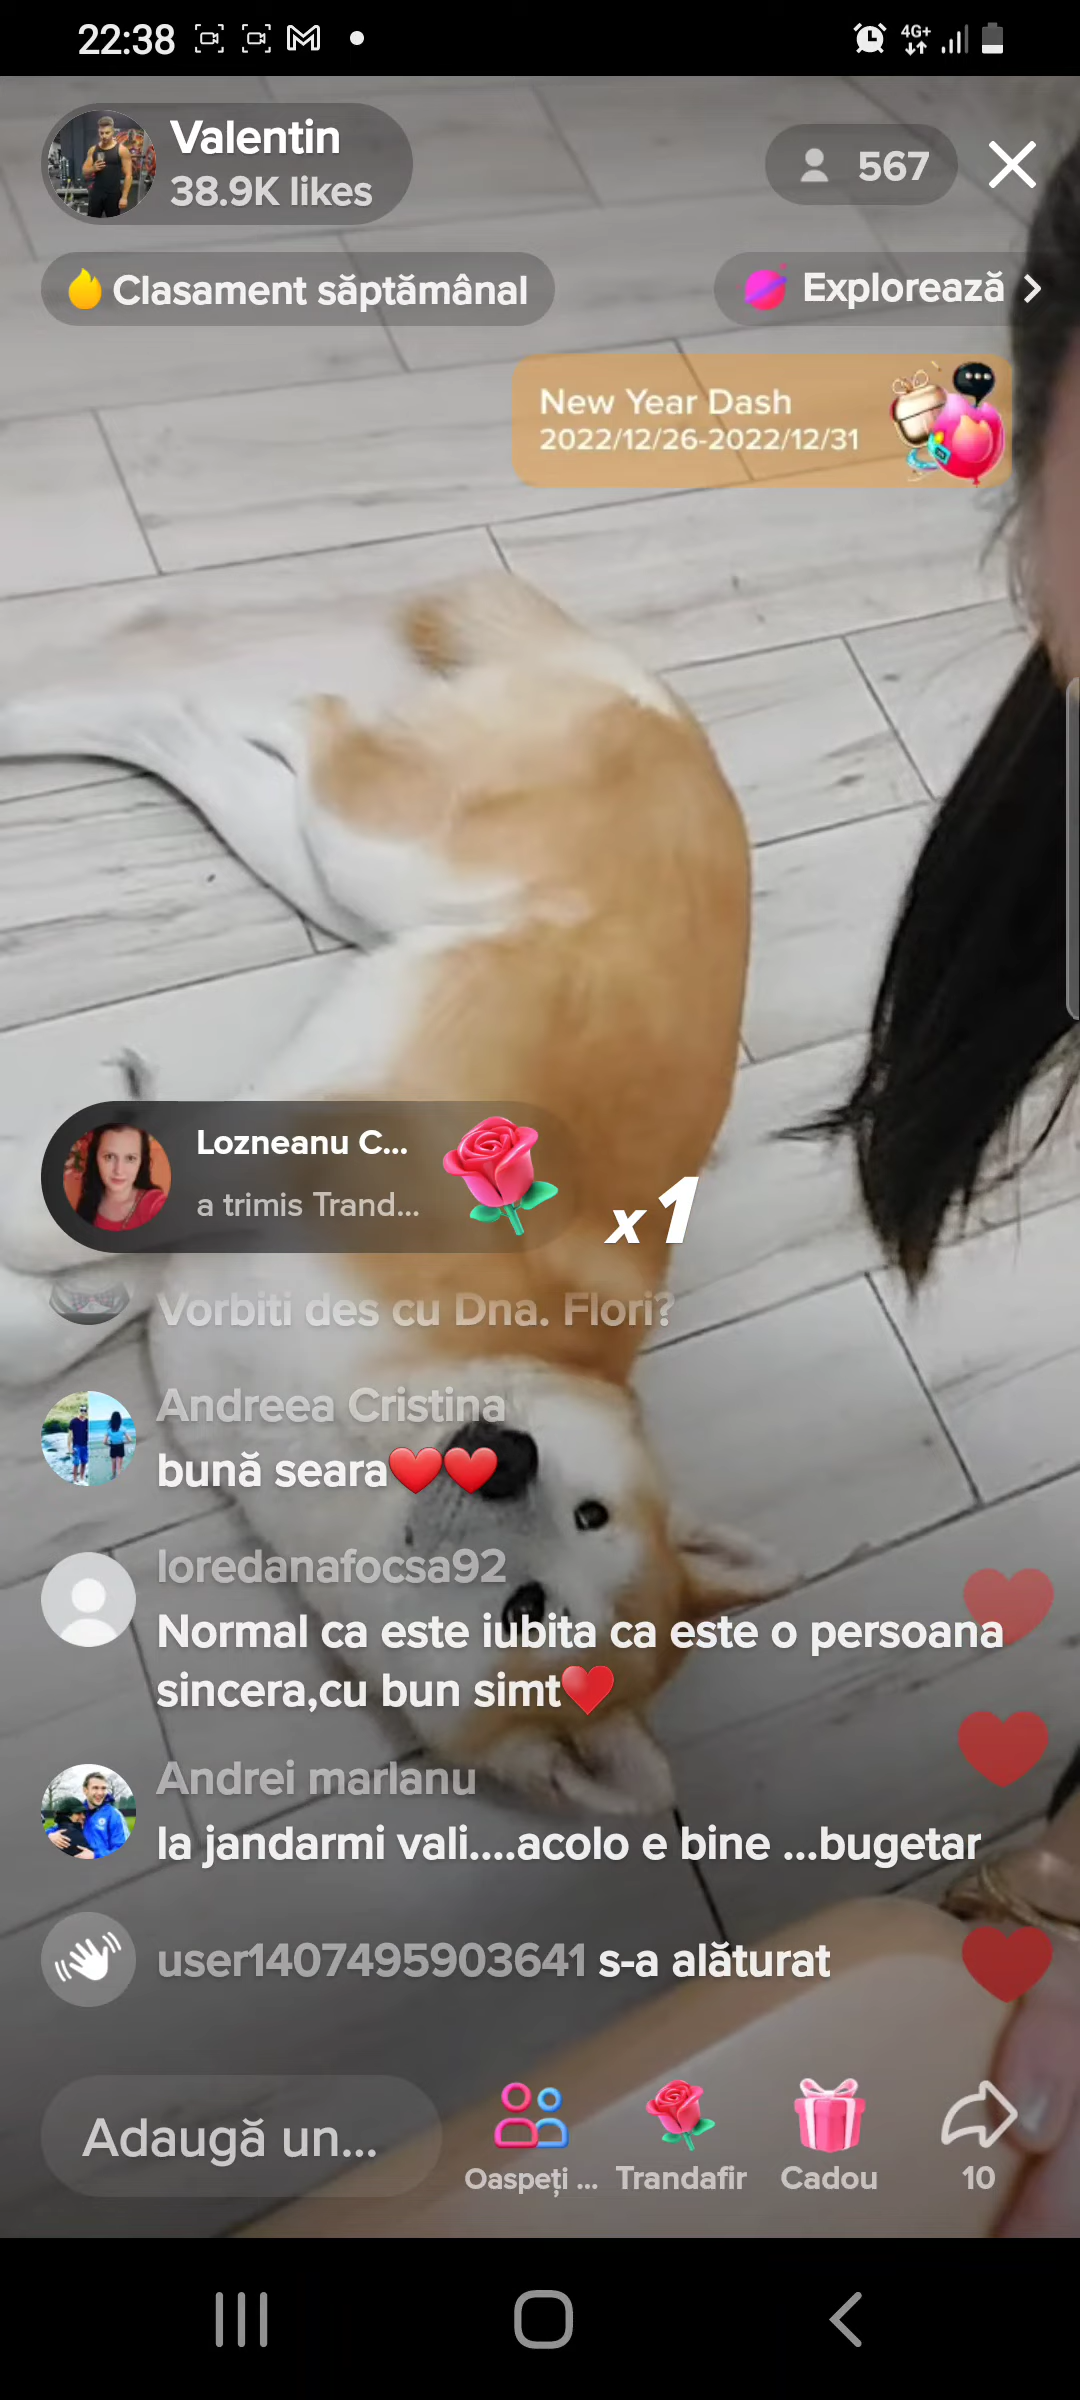 22:38
4G+
Valentin
38.9K likes
567
Clasament săptămânal
Explorează
New Year Dash
2022/12/26-2022/12/31
Lozneanu C...
a trimis Trand...
x1
Vorbiti des cu Dna. Flori?
Andreea Cristina
bună seara❤️❤️
loredanafocsa92
Normal ca este iubita ca este o persoana
sincera,cu bun simt♥️
Andrei marlanu
la jandarmi vali....acolo e bine ...bugetar
user1407495903641 s-a alăturat
Adaugă un...
Oaspeți ...
Trandafir
Cadou
10